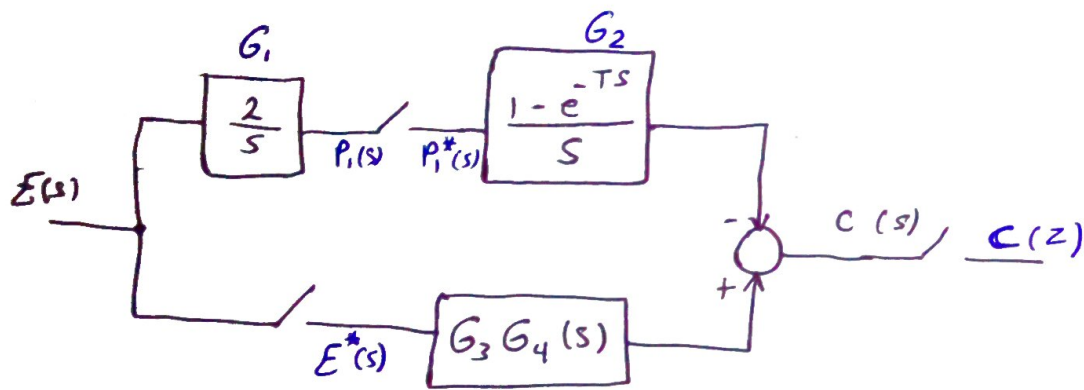 G₁
G₂
2
S
P₁(s)
P₁*(s)
1 - e^-TS
S
E(s)
-
+
C (s)
C(Z)
E*(s)
G₃ G₄ (s)